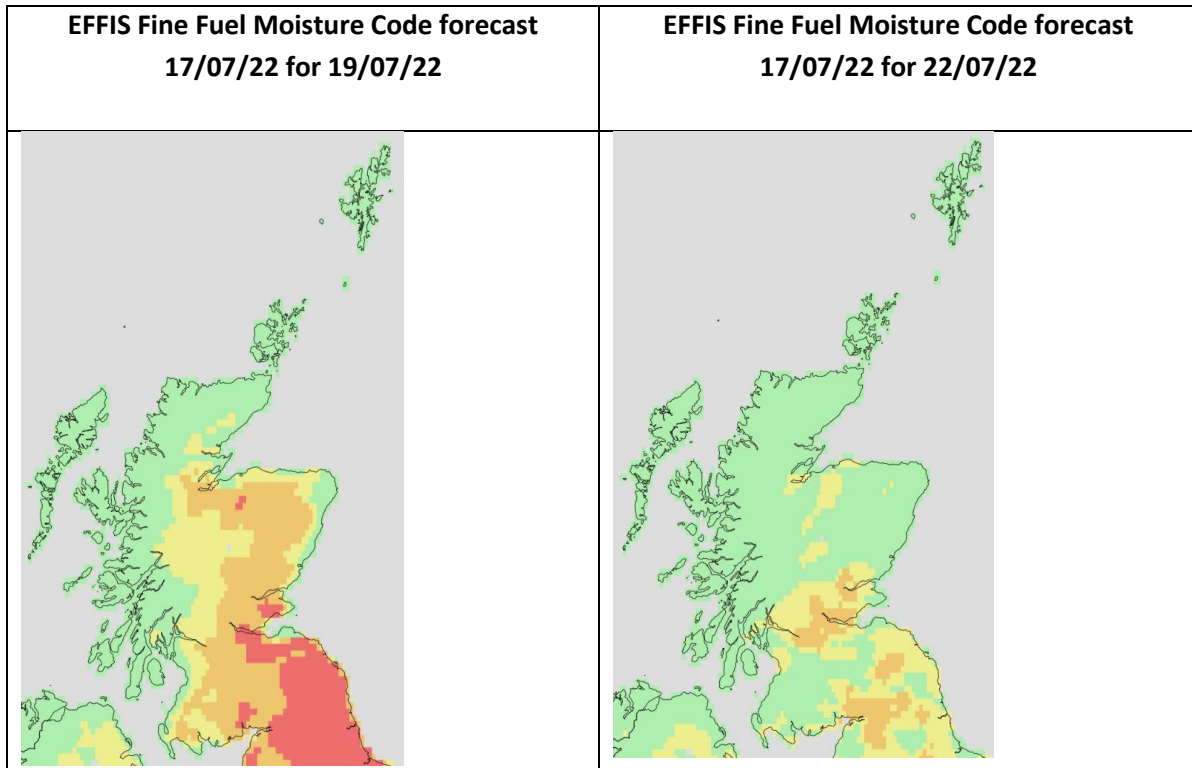 EFFIS Fine Fuel Moisture Code forecast
17/07/22 for 19/07/22
EFFIS Fine Fuel Moisture Code forecast
17/07/22 for 22/07/22